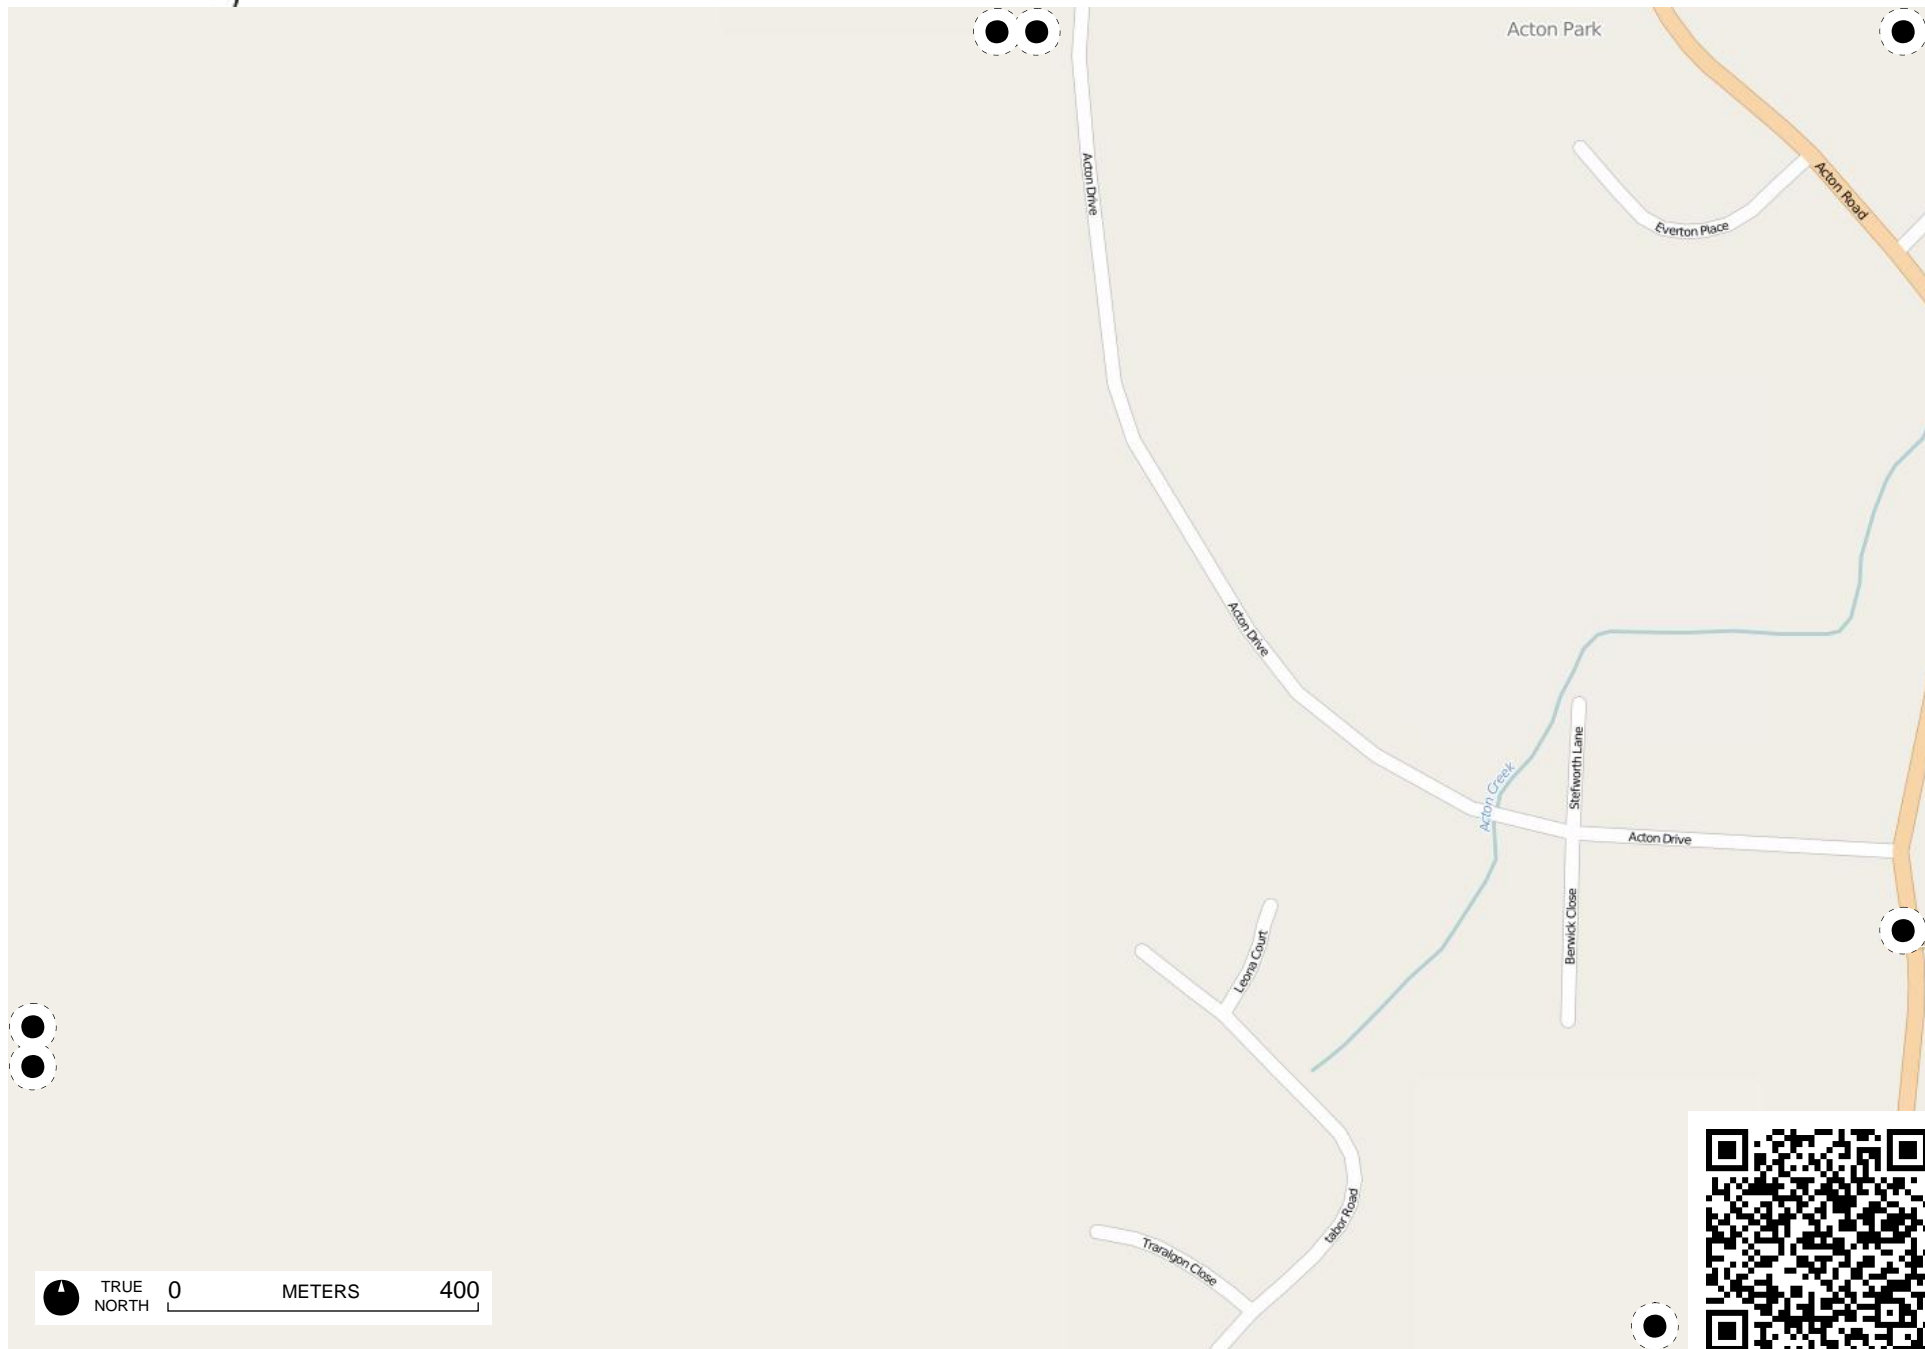 Acton Park
Acton Drive
Acton Road
Everton Place
Acton Drive
Stefworth Lane
Acton Creek
Acton Drive
Berwick Close
Leona Court
tabor Road
Traralgon Close
TRUE
NORTH
0 METERS 400